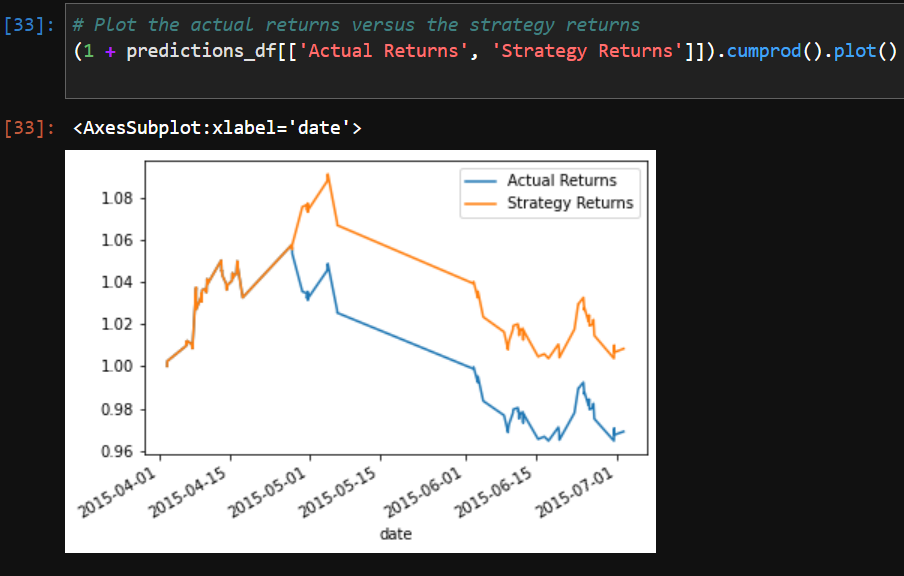 [33]: # Plot the actual returns versus the strategy returns
(1 + predictions_df[['Actual Returns', 'Strategy Returns']]).cumprod().plot()
[33]: <AxesSubplot:xlabel='date'>
Actual Returns
Strategy Returns
1.08
1.06
1.04
1.02
1.00
0.98
0.96
2015-04-01
2015-04-15
2015-05-01
2015-05-15
2015-06-01
2015-06-15
2015-07-01
date